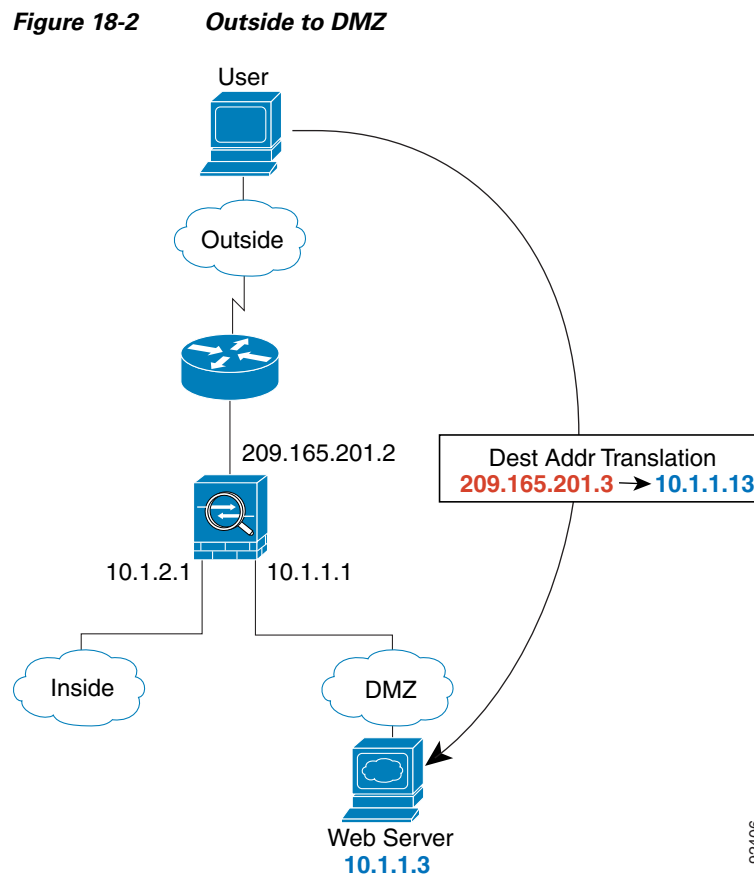 Figure 18-2 Outside to DMZ
User
Outside
209.165.201.2
Dest Addr Translation
209.165.201.3 10.1.1.13
10.1.2.1 10.1.1.1
Inside
DMZ
Web Server
10.1.1.3